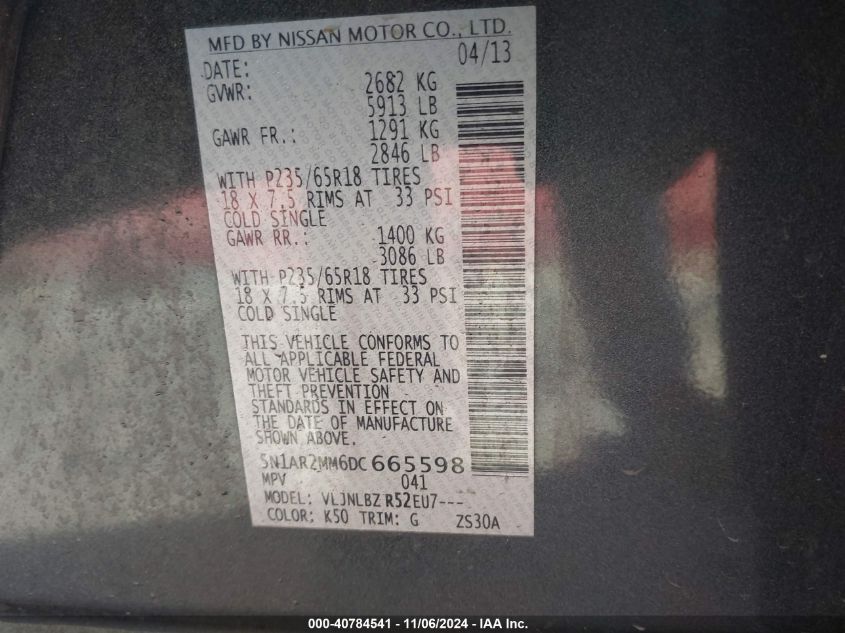 MFD BY NISSAN MOTOR CO., LTD.
DATE: 04/13
GVWR: 2682 KG
5913 LB
GAWR FR.: 1291 KG
2846 LB
WITH P235/65R18 TIRES
18 X 7.5 RIMS AT 33 PSI
COLD SINGLE
GAWR RR.: 1400 KG
3086 LB
WITH P235/65R18 TIRES
18 X 7.5 RIMS AT 33 PSI
COLD SINGLE
THIS VEHICLE CONFORMS TO
ALL APPLICABLE FEDERAL
MOTOR VEHICLE SAFETY AND
THEFT PREVENTION
STANDARDS IN EFFECT ON
THE DATE OF MANUFACTURE
SHOWN ABOVE.
5N1AR2MM6DC665598
MPV 041
MODEL: VLJNLBZ R52EU7---
COLOR: K50 TRIM: G ZS30A
000-40784541 - 11/06/2024 - IAA Inc.